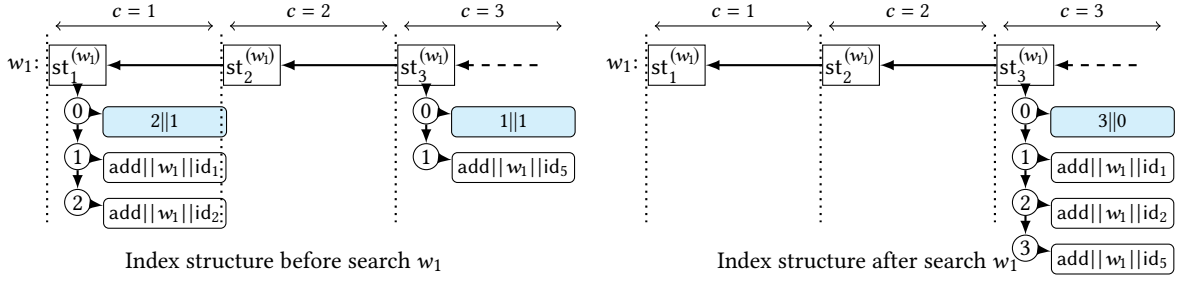 c = 1 c = 2 c = 3
w₁: st₁^(w₁) st₂^(w₁) st₃^(w₁)
0 2||1 0 1||1
1 add||w₁||id₁ 1 add||w₁||id₅
2 add||w₁||id₂
Index structure before search w₁
c = 1 c = 2 c = 3
w₁: st₁^(w₁) st₂^(w₁) st₃^(w₁)
0 3||0
1 add||w₁||id₁
2 add||w₁||id₂
3 add||w₁||id₅
Index structure after search w₁